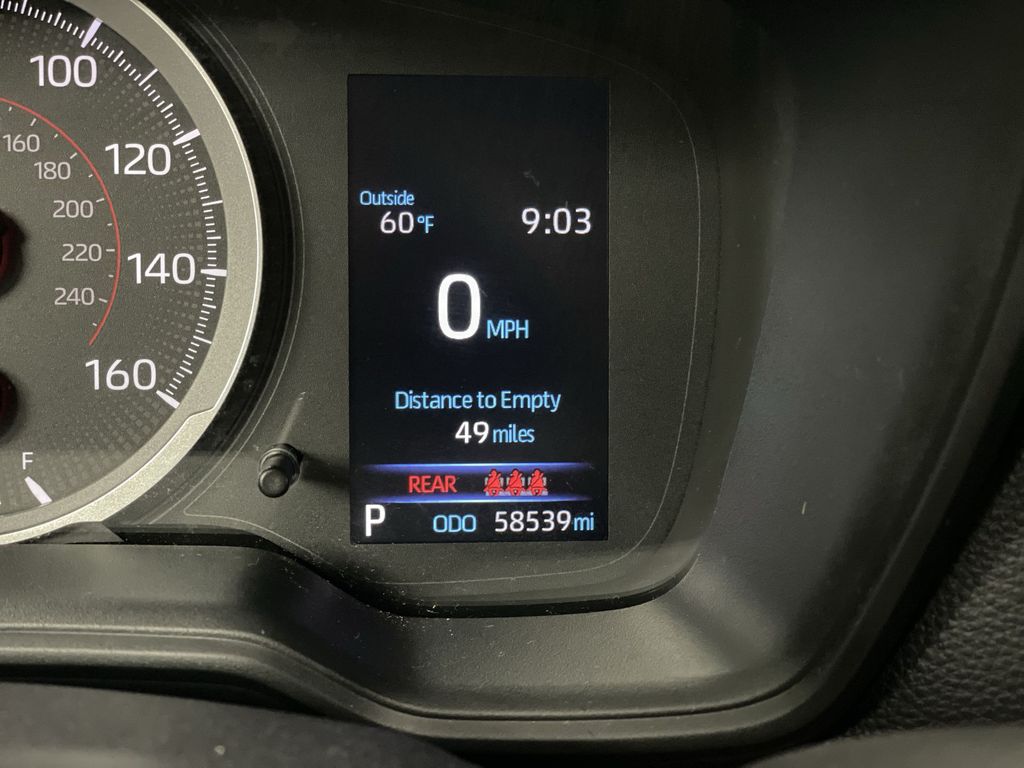 100
120
140
160
160
180
200
220
240
F
Outside
60°F
9:03
0 MPH
Distance to Empty
49 miles
REAR
P ODO 58539 mi